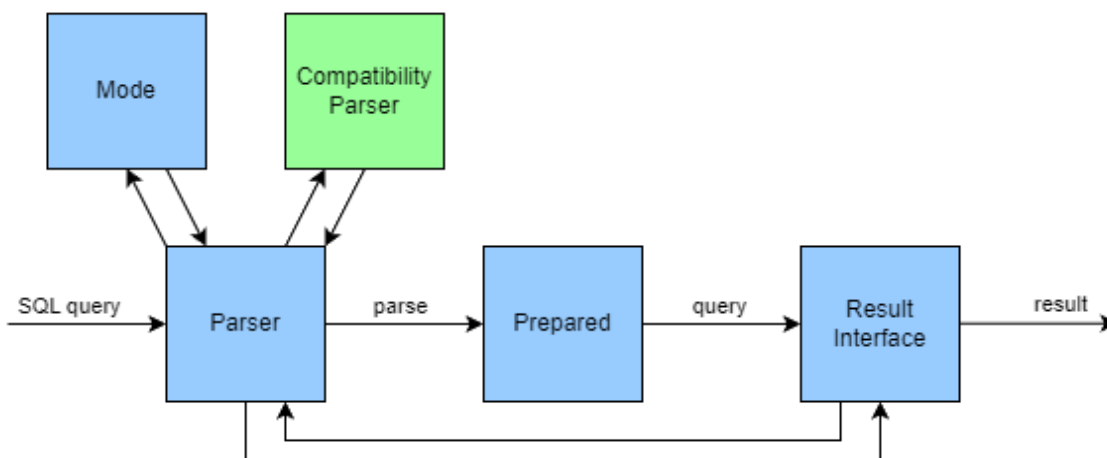 Mode
Compatibility
Parser
SQL query
Parser
parse
Prepared
query
Result
Interface
result